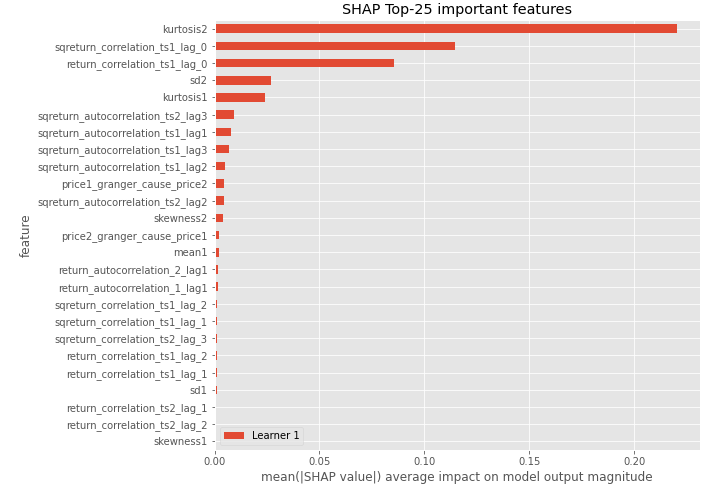 SHAP Top-25 important features
kurtosis2
sqreturn_correlation_ts1_lag_0
return_correlation_ts1_lag_0
sd2
kurtosis1
sqreturn_autocorrelation_ts2_lag3
sqreturn_autocorrelation_ts1_lag1
sqreturn_autocorrelation_ts1_lag3
sqreturn_autocorrelation_ts1_lag2
price1_granger_cause_price2
sqreturn_autocorrelation_ts2_lag2
skewness2
price2_granger_cause_price1
mean1
return_autocorrelation_2_lag1
return_autocorrelation_1_lag1
sqreturn_correlation_ts1_lag_2
sqreturn_correlation_ts1_lag_1
sqreturn_correlation_ts2_lag_3
return_correlation_ts1_lag_2
return_correlation_ts1_lag_1
sd1
return_correlation_ts2_lag_1
return_correlation_ts2_lag_2
skewness1
feature
Learner 1
0.00 0.05 0.10 0.15 0.20
mean(|SHAP value|) average impact on model output magnitude